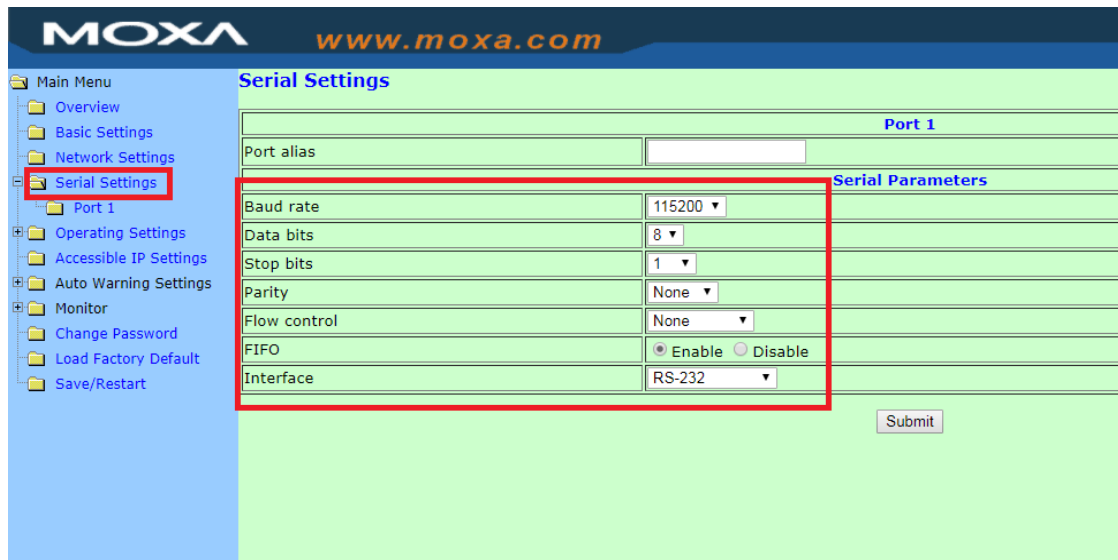 MOXA www.moxa.com
Main Menu
Overview
Basic Settings
Network Settings
Serial Settings
Port 1
Operating Settings
Accessible IP Settings
Auto Warning Settings
Monitor
Change Password
Load Factory Default
Save/Restart
Serial Settings
Port 1
Port alias
Serial Parameters
Baud rate 115200
Data bits 8
Stop bits 1
Parity None
Flow control None
FIFO Enable Disable
Interface RS-232
Submit